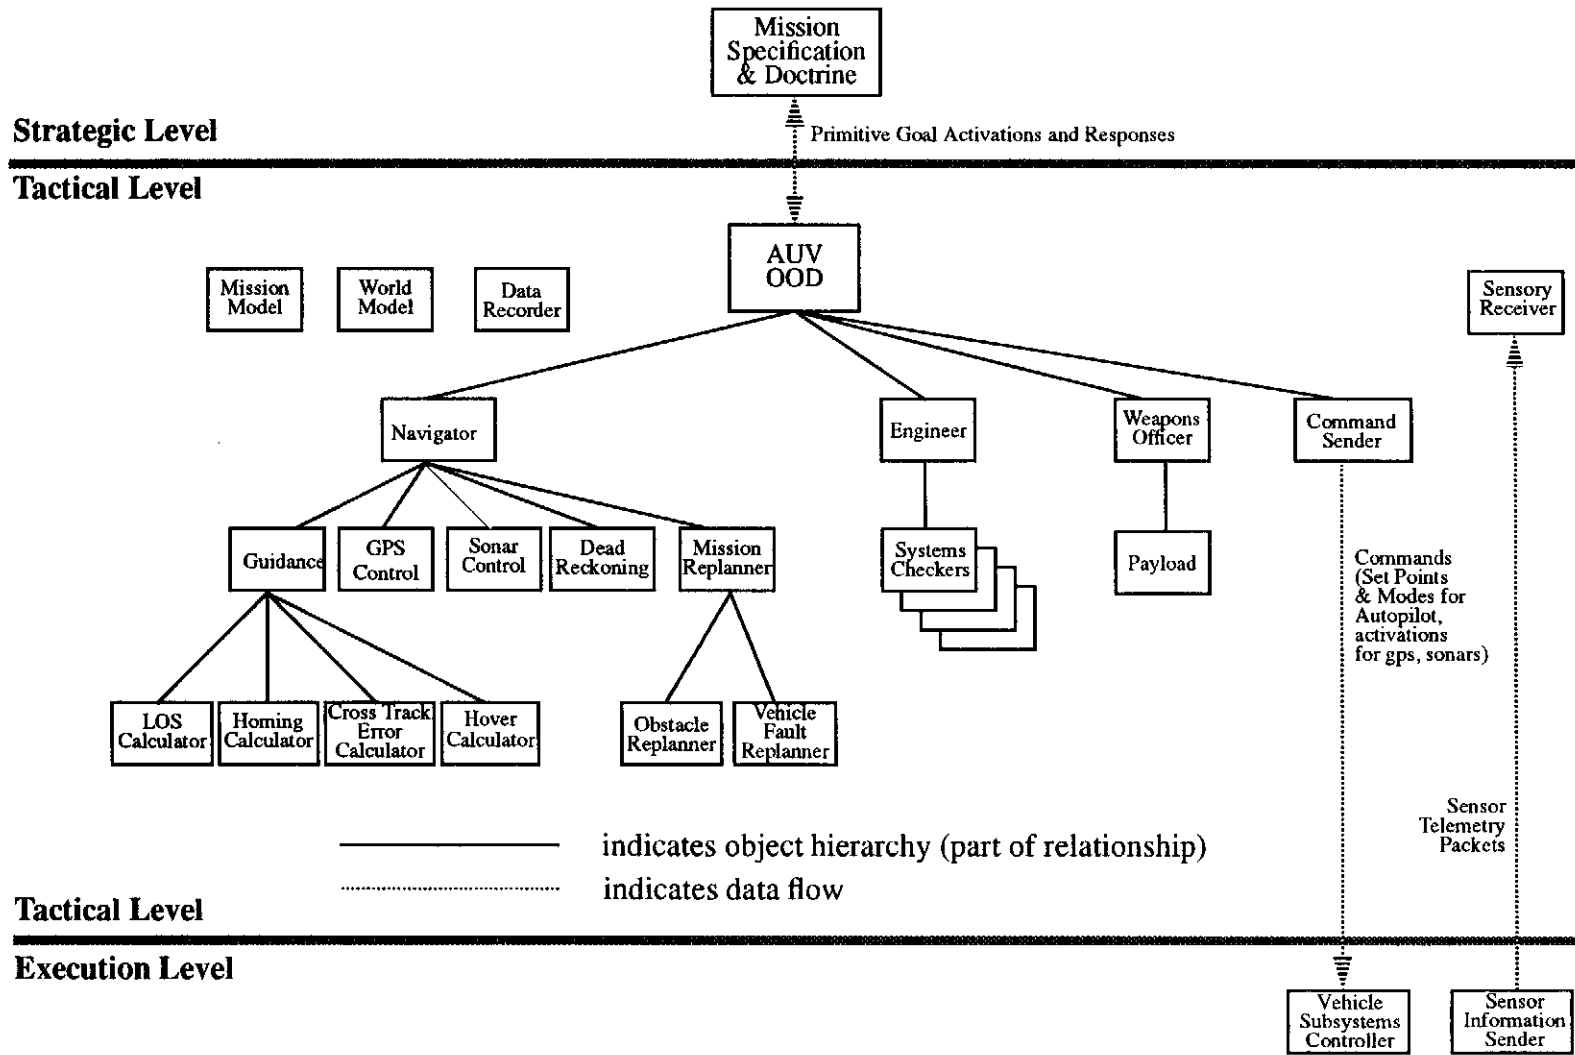 Mission
Specification
& Doctrine
Strategic Level
Primitive Goal Activations and Responses
Tactical Level
AUV
OOD
Mission
Model
World
Model
Data
Recorder
Sensory
Receiver
Navigator
Engineer
Weapons
Officer
Command
Sender
Guidance
GPS
Control
Sonar
Control
Dead
Reckoning
Mission
Replanner
Systems
Checkers
Payload
Commands
(Set Points
& Modes for
Autopilot,
activations
for gps, sonars)
LOS
Calculator
Homing
Calculator
Cross Track
Error
Calculator
Hover
Calculator
Obstacle
Replanner
Vehicle
Fault
Replanner
Sensor
Telemetry
Packets
indicates object hierarchy (part of relationship)
indicates data flow
Tactical Level
Execution Level
Vehicle
Subsystems
Controller
Sensor
Information
Sender